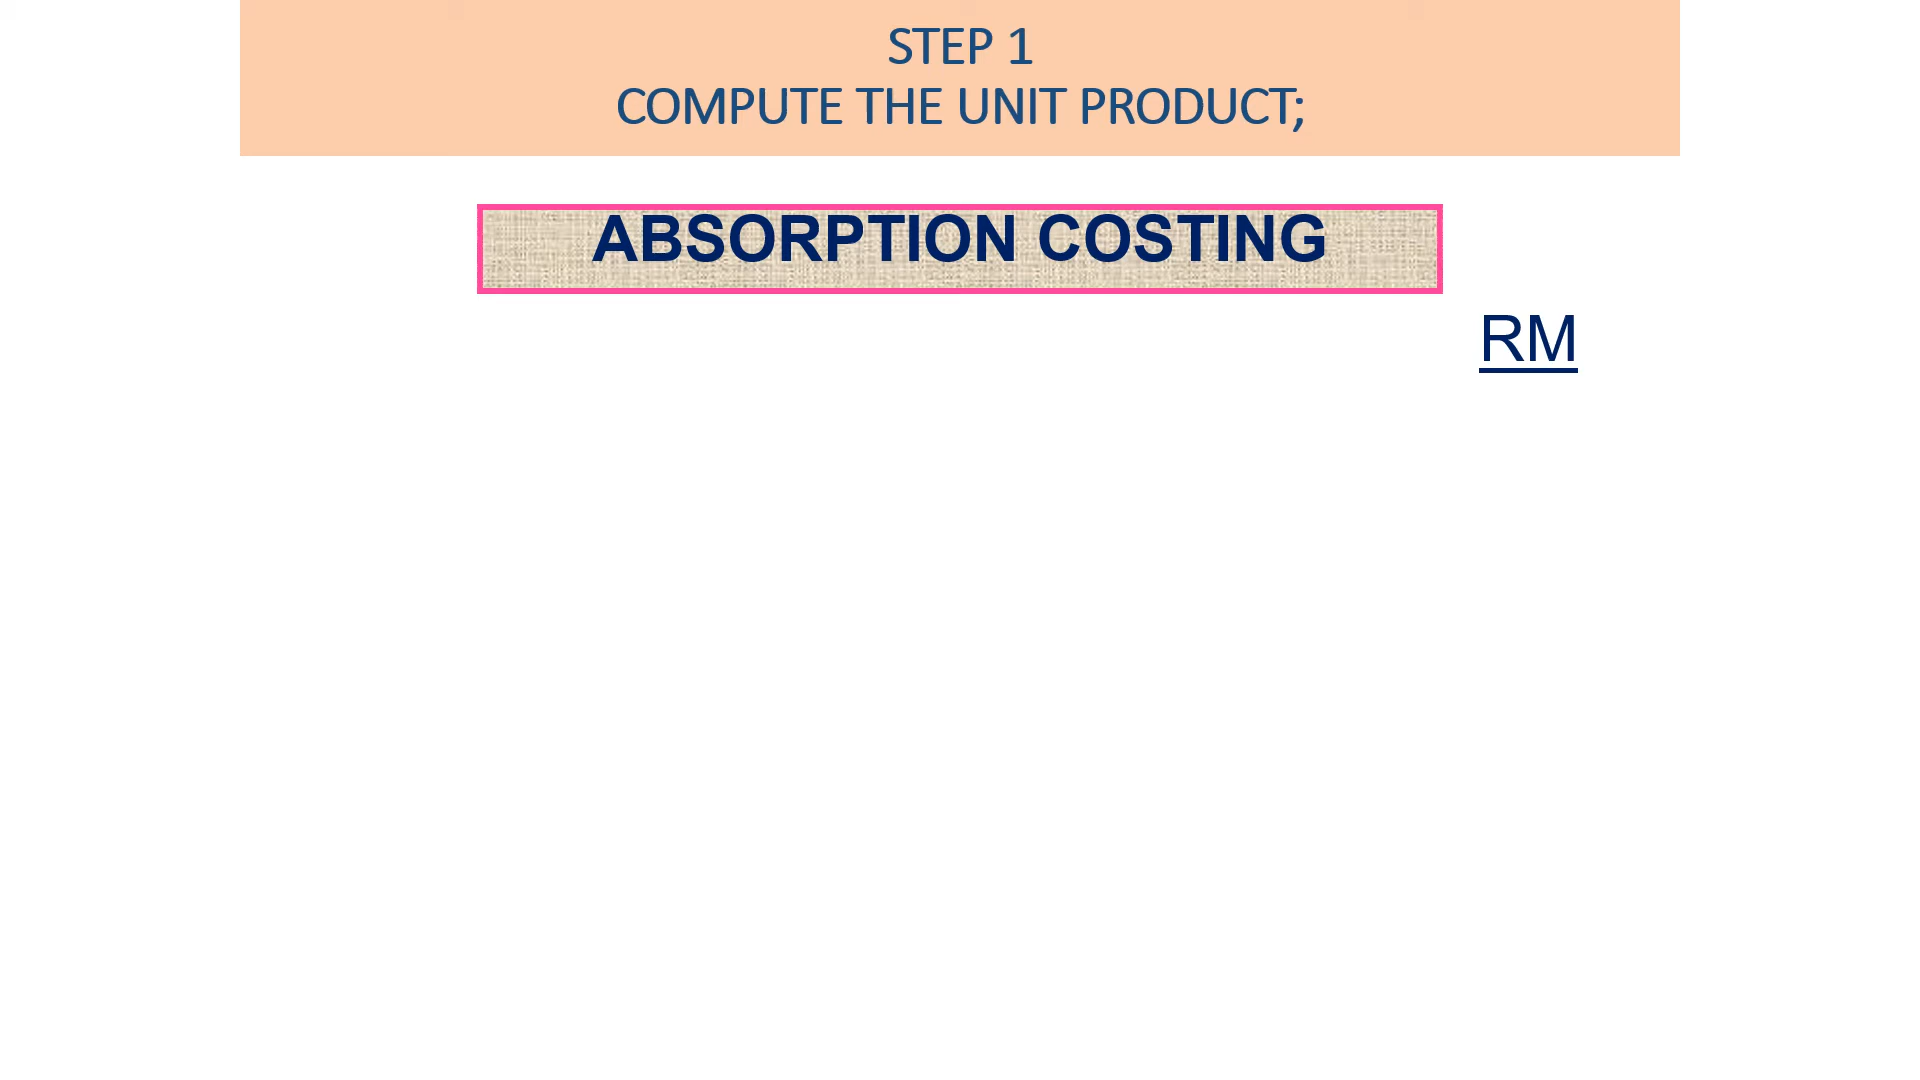 STEP 1
COMPUTE THE UNIT PRODUCT;
ABSORPTION COSTING
RM